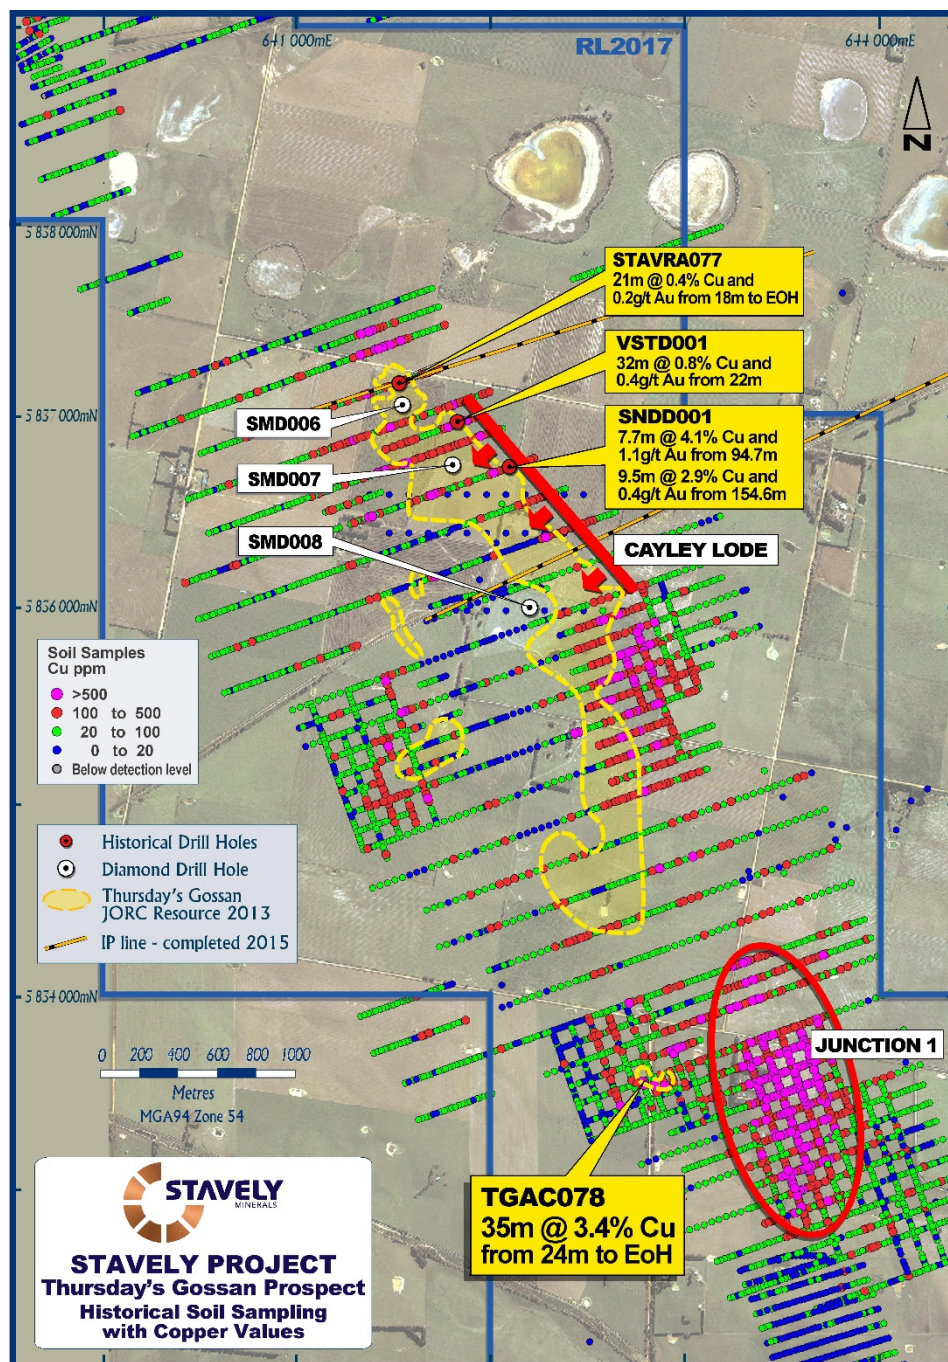 641 000mE
RL2017
644 000mE
N
5 838 000mN
STAVRA077
21m @ 0.4% Cu and
0.2g/t Au from 18m to EOH
VSTD001
32m @ 0.8% Cu and
0.4g/t Au from 22m
5 837 000mN
SMD006
SNDD001
7.7m @ 4.1% Cu and
1.1g/t Au from 94.7m
9.5m @ 2.9% Cu and
0.4g/t Au from 154.6m
SMD007
SMD008
CAYLEY LODE
5 836 000mN
Soil Samples
Cu ppm
>500
100 to 500
20 to 100
0 to 20
Below detection level
Historical Drill Holes
Diamond Drill Hole
Thursday's Gossan
JORC Resource 2013
IP line - completed 2015
5 834 000mN
JUNCTION 1
0 200 400 600 800 1000
Metres
MGA94 Zone 54
TGAC078
35m @ 3.4% Cu
from 24m to EoH
STAVELY
MINERALS
STAVELY PROJECT
Thursday's Gossan Prospect
Historical Soil Sampling
with Copper Values